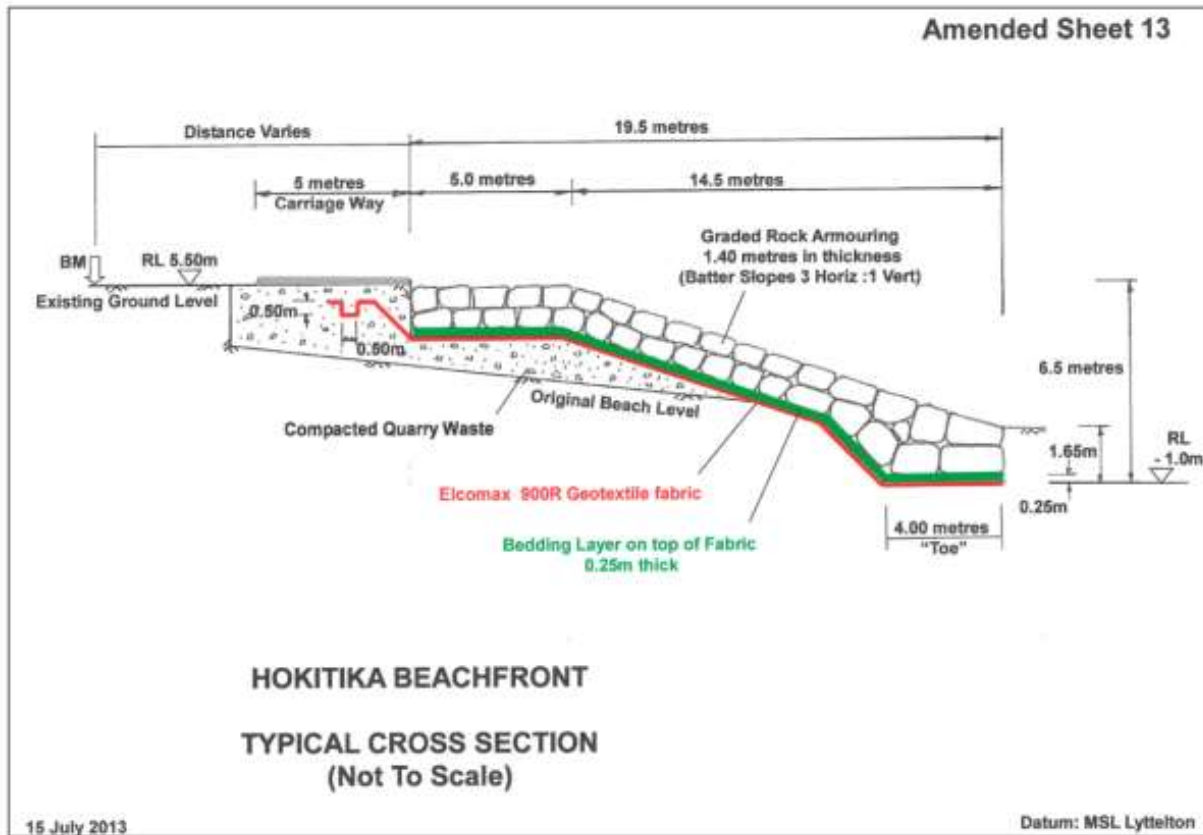 Amended Sheet 13
Distance Varies
19.5 metres
5 metres
Carriage Way
5.0 metres
14.5 metres
Graded Rock Armouring
1.40 metres in thickness
(Batter Slopes 3 Horiz :1 Vert)
BM
RL 5.50m
Existing Ground Level
0.50m
0.50m
6.5 metres
Original Beach Level
Compacted Quarry Waste
1.65m
RL
- 1.0m
Elcomax 900R Geotextile fabric
0.25m
4.00 metres
"Toe"
Bedding Layer on top of Fabric
0.25m thick
HOKITIKA BEACHFRONT
TYPICAL CROSS SECTION
(Not To Scale)
15 July 2013
Datum: MSL Lyttelton